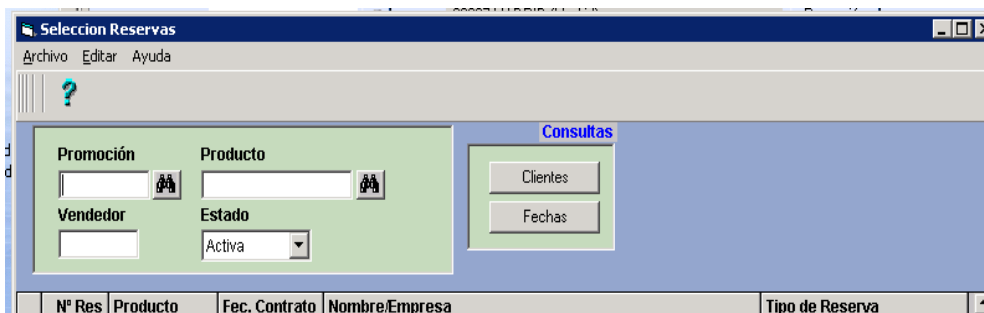 Seleccion Reservas
Archivo Editar Ayuda
?
Consultas
Promoción Producto
Clientes
Vendedor Estado
Fechas
Activa
Nº Res Producto Fec. Contrato Nombre/Empresa Tipo de Reserva